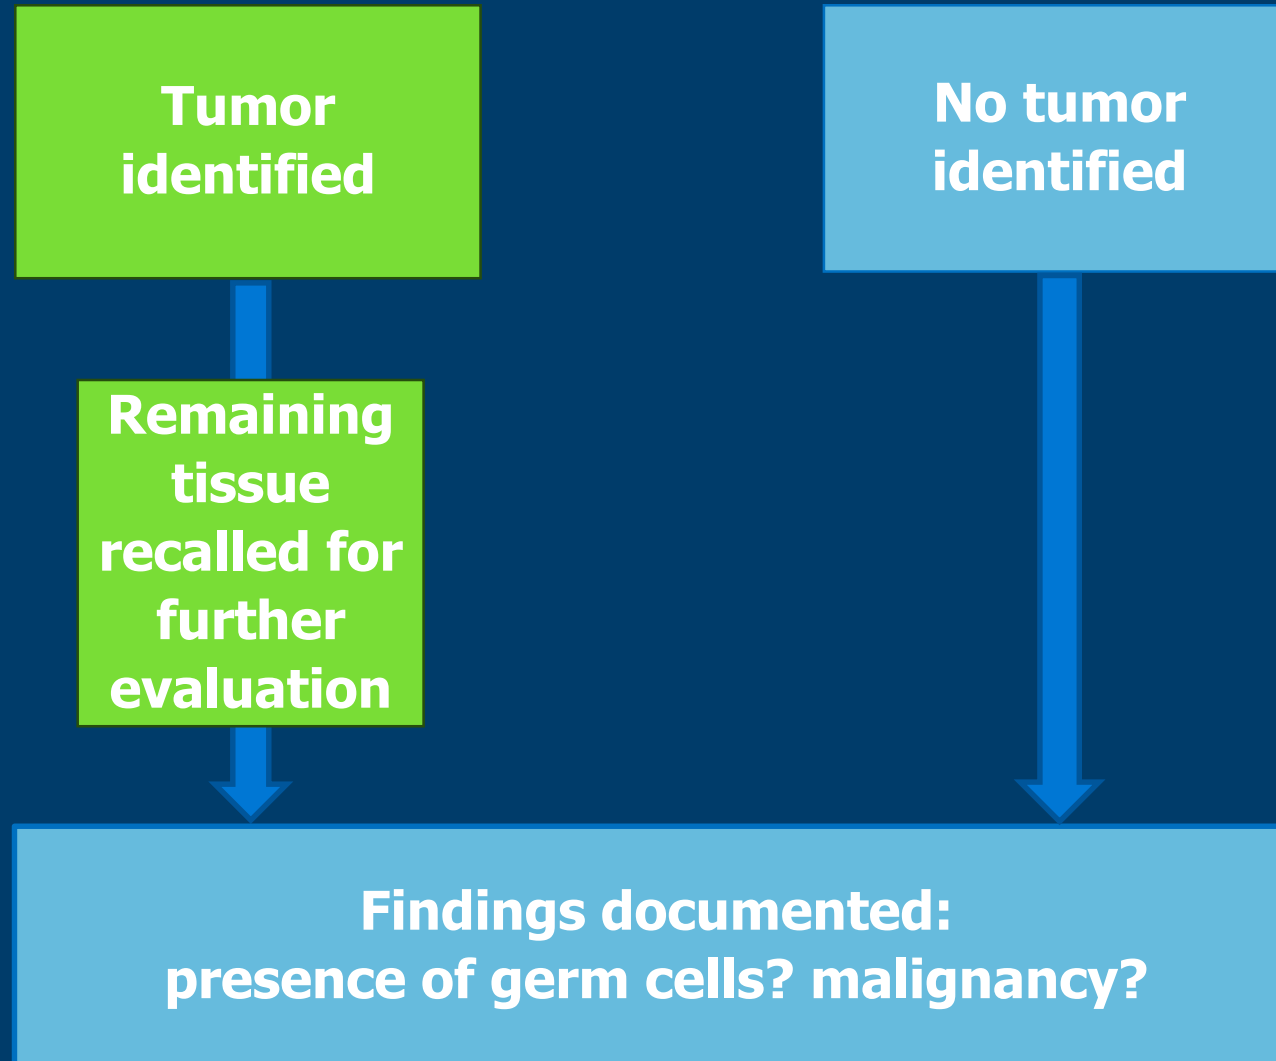 Tumor
identified
No tumor
identified
Remaining
tissue
recalled for
further
evaluation
Findings documented:
presence of germ cells? malignancy?